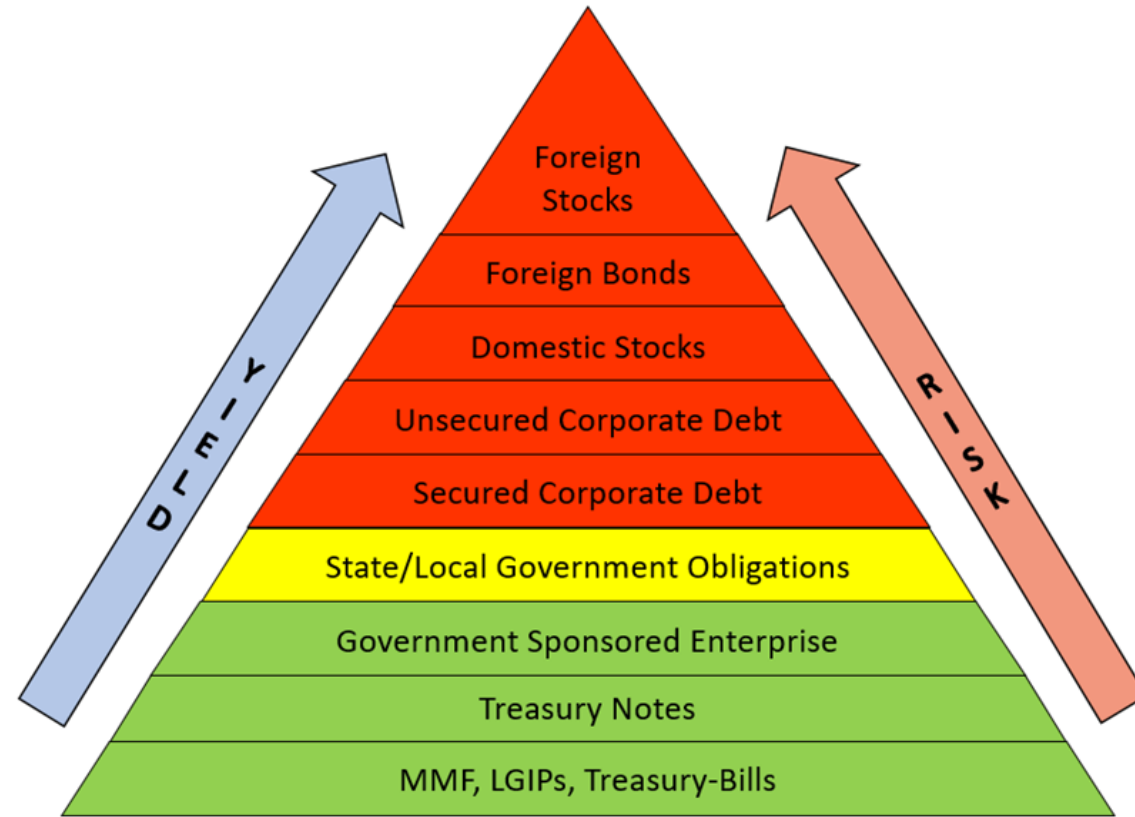 Foreign
Stocks
Foreign Bonds
Domestic Stocks
Unsecured Corporate Debt
Secured Corporate Debt
State/Local Government Obligations
Government Sponsored Enterprise
Treasury Notes
MMF, LGIPs, Treasury-Bills
YIELD
RISK